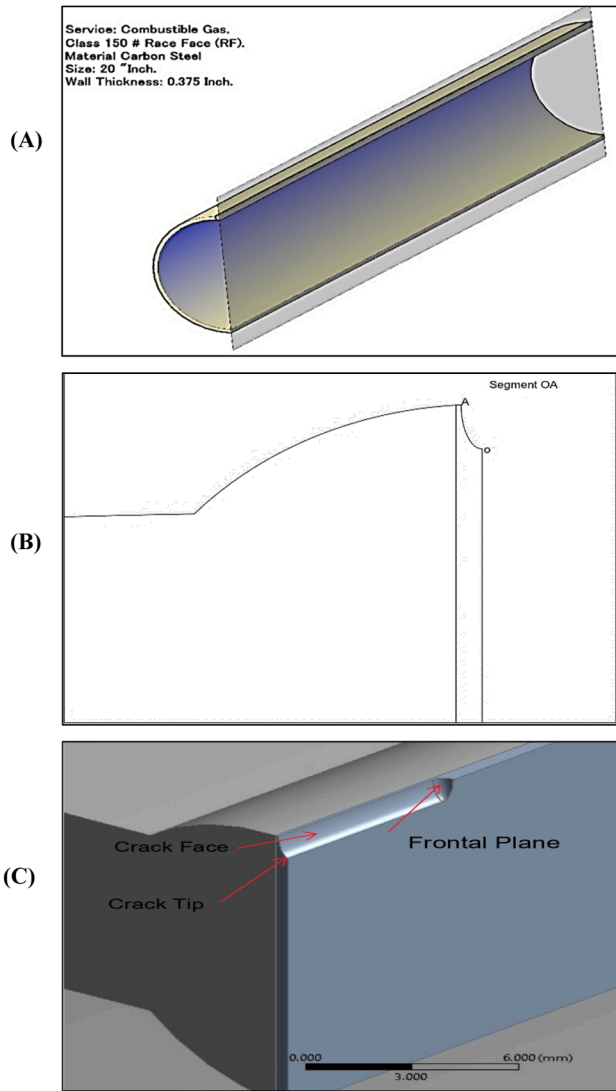 Service: Combustible Gas.
Class 150 # Race Face (RF).
Material Carbon Steel
Size: 20 "Inch.
Wall Thickness: 0.375 Inch.
(A)
Segment OA
A
O
(B)
Crack Face
Frontal Plane
Crack Tip
(C)
0.000
6.000 (mm)
3.000